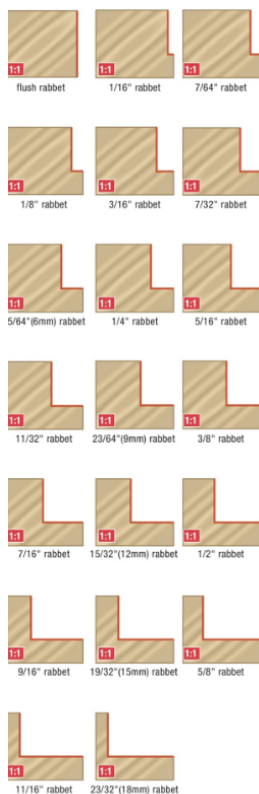 1:1 1:1 1:1
flush rabbet 1/16" rabbet 7/64" rabbet
1:1 1:1 1:1
1/8" rabbet 3/16" rabbet 7/32" rabbet
1:1 1:1 1:1
5/64"(6mm) rabbet 1/4" rabbet 5/16" rabbet
1:1 1:1 1:1
11/32" rabbet 23/64"(9mm) rabbet 3/8" rabbet
1:1 1:1 1:1
7/16" rabbet 15/32"(12mm) rabbet 1/2" rabbet
1:1 1:1 1:1
9/16" rabbet 19/32"(15mm) rabbet 5/8" rabbet
1:1 1:1
11/16" rabbet 23/32"(18mm) rabbet